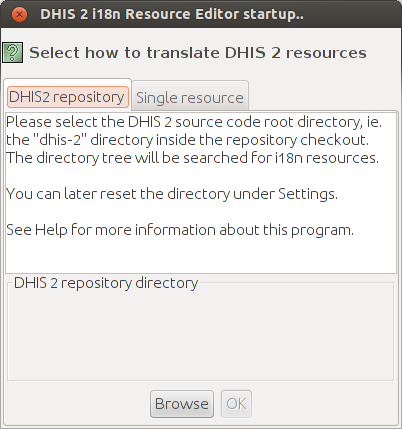 DHIS 2 i18n Resource Editor startup..
Select how to translate DHIS 2 resources
DHIS2 repository
Single resource
Please select the DHIS 2 source code root directory, ie.
the "dhis-2" directory inside the repository checkout.
The directory tree will be searched for i18n resources.
You can later reset the directory under Settings.
See Help for more information about this program.
DHIS 2 repository directory
Browse
OK